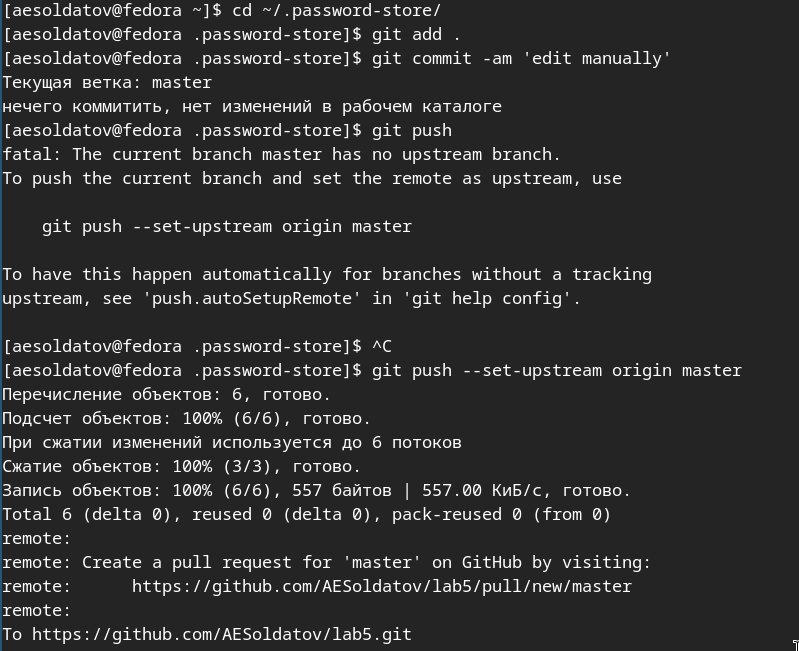 [aesoldatov@fedora ~]$ cd ~/.password-store/
[aesoldatov@fedora .password-store]$ git add .
[aesoldatov@fedora .password-store]$ git commit -am 'edit manually'
Текущая ветка: master
нечего коммитить, нет изменений в рабочем каталоге
[aesoldatov@fedora .password-store]$ git push
fatal: The current branch master has no upstream branch.
To push the current branch and set the remote as upstream, use

    git push --set-upstream origin master

To have this happen automatically for branches without a tracking
upstream, see 'push.autoSetupRemote' in 'git help config'.

[aesoldatov@fedora .password-store]$ ^C
[aesoldatov@fedora .password-store]$ git push --set-upstream origin master
Перечисление объектов: 6, готово.
Подсчет объектов: 100% (6/6), готово.
При сжатии изменений используется до 6 потоков
Сжатие объектов: 100% (3/3), готово.
Запись объектов: 100% (6/6), 557 байтов | 557.00 КиБ/с, готово.
Total 6 (delta 0), reused 0 (delta 0), pack-reused 0 (from 0)
remote:
remote: Create a pull request for 'master' on GitHub by visiting:
remote:      https://github.com/AESoldatov/lab5/pull/new/master
remote:
To https://github.com/AESoldatov/lab5.git